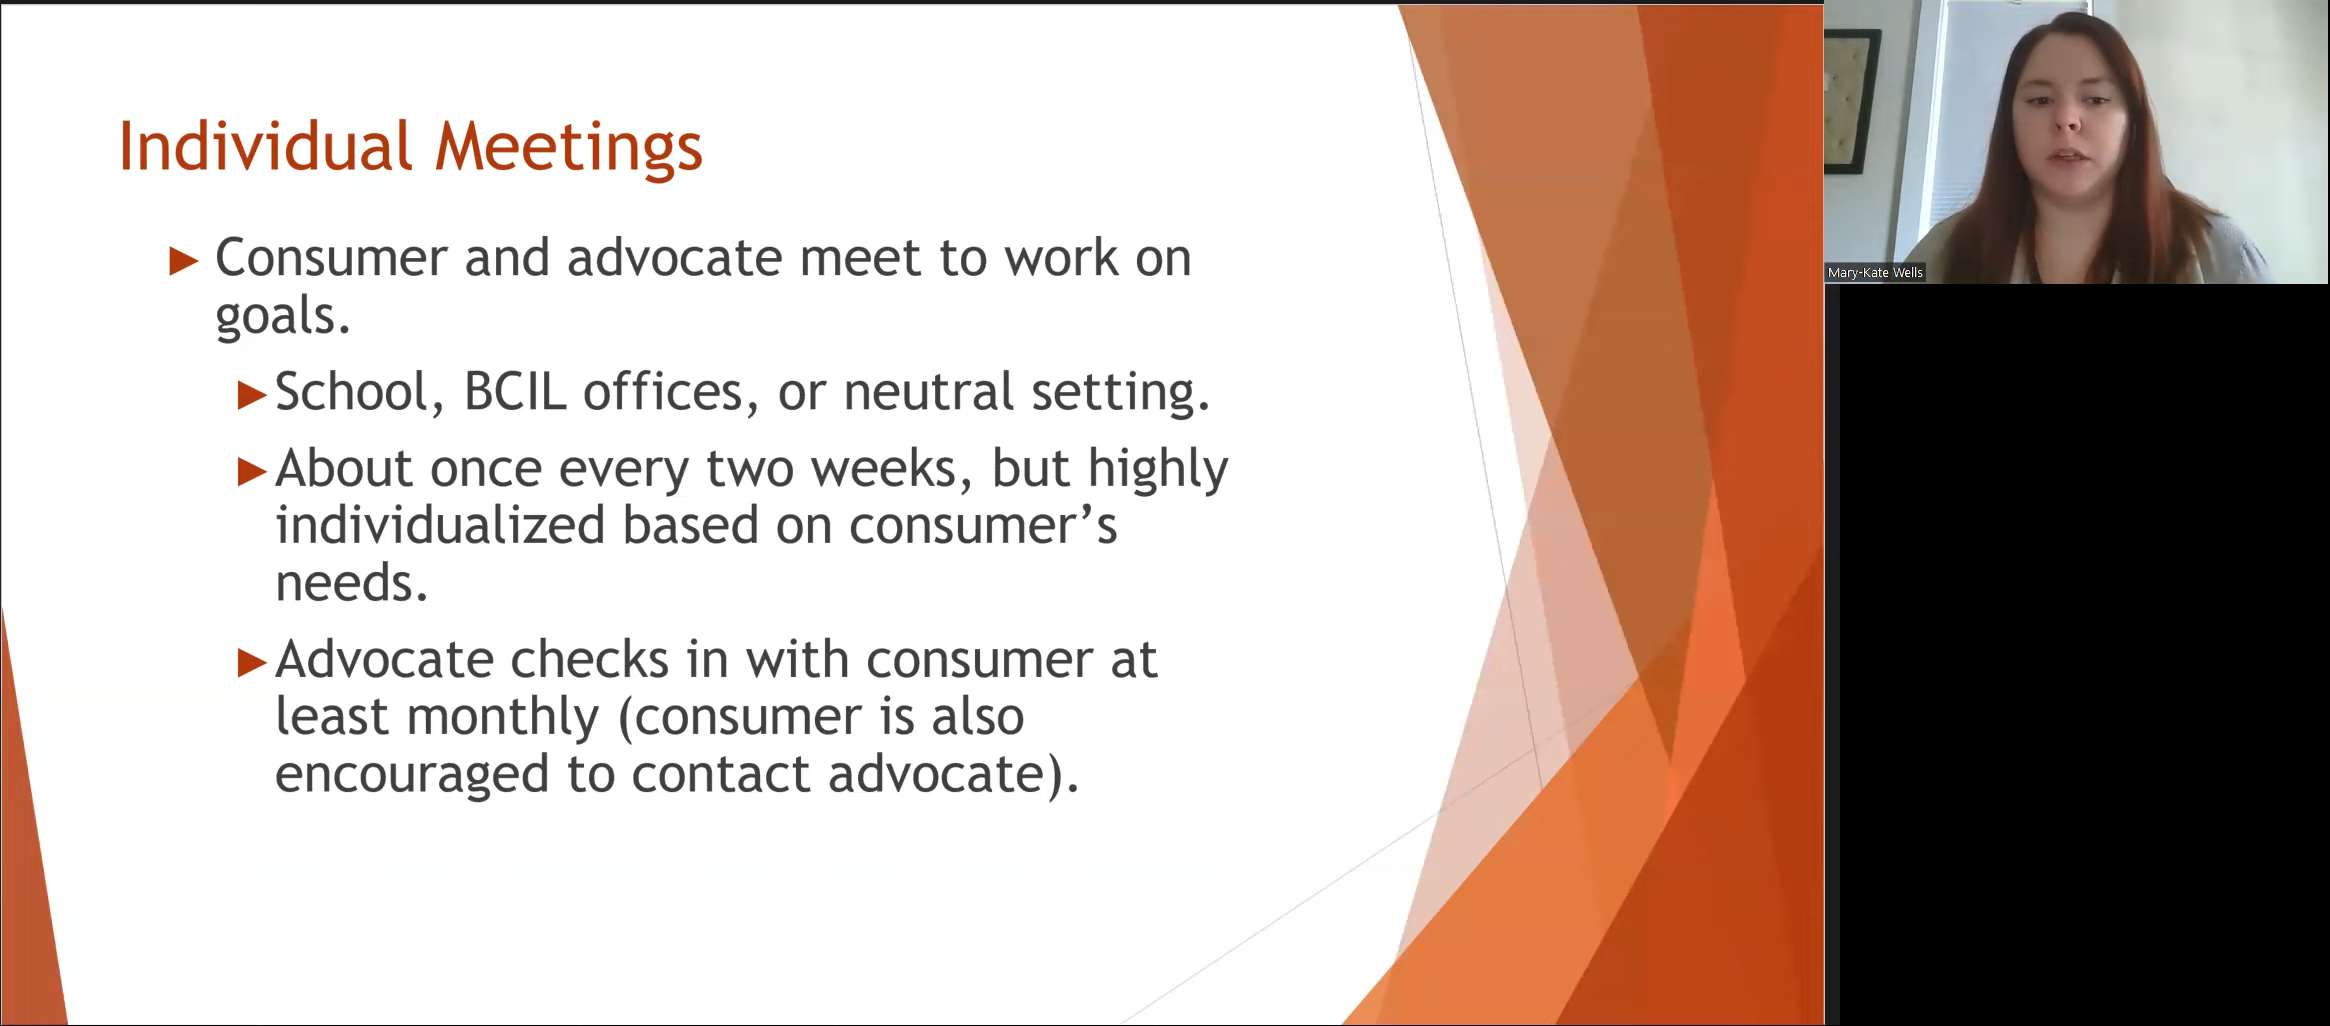 Individual Meetings
Consumer and advocate meet to work on
goals.
School, BCIL offices, or neutral setting.
About once every two weeks, but highly
individualized based on consumer’s
needs.
Advocate checks in with consumer at
least monthly (consumer is also
encouraged to contact advocate).
Mary-Kate Wells